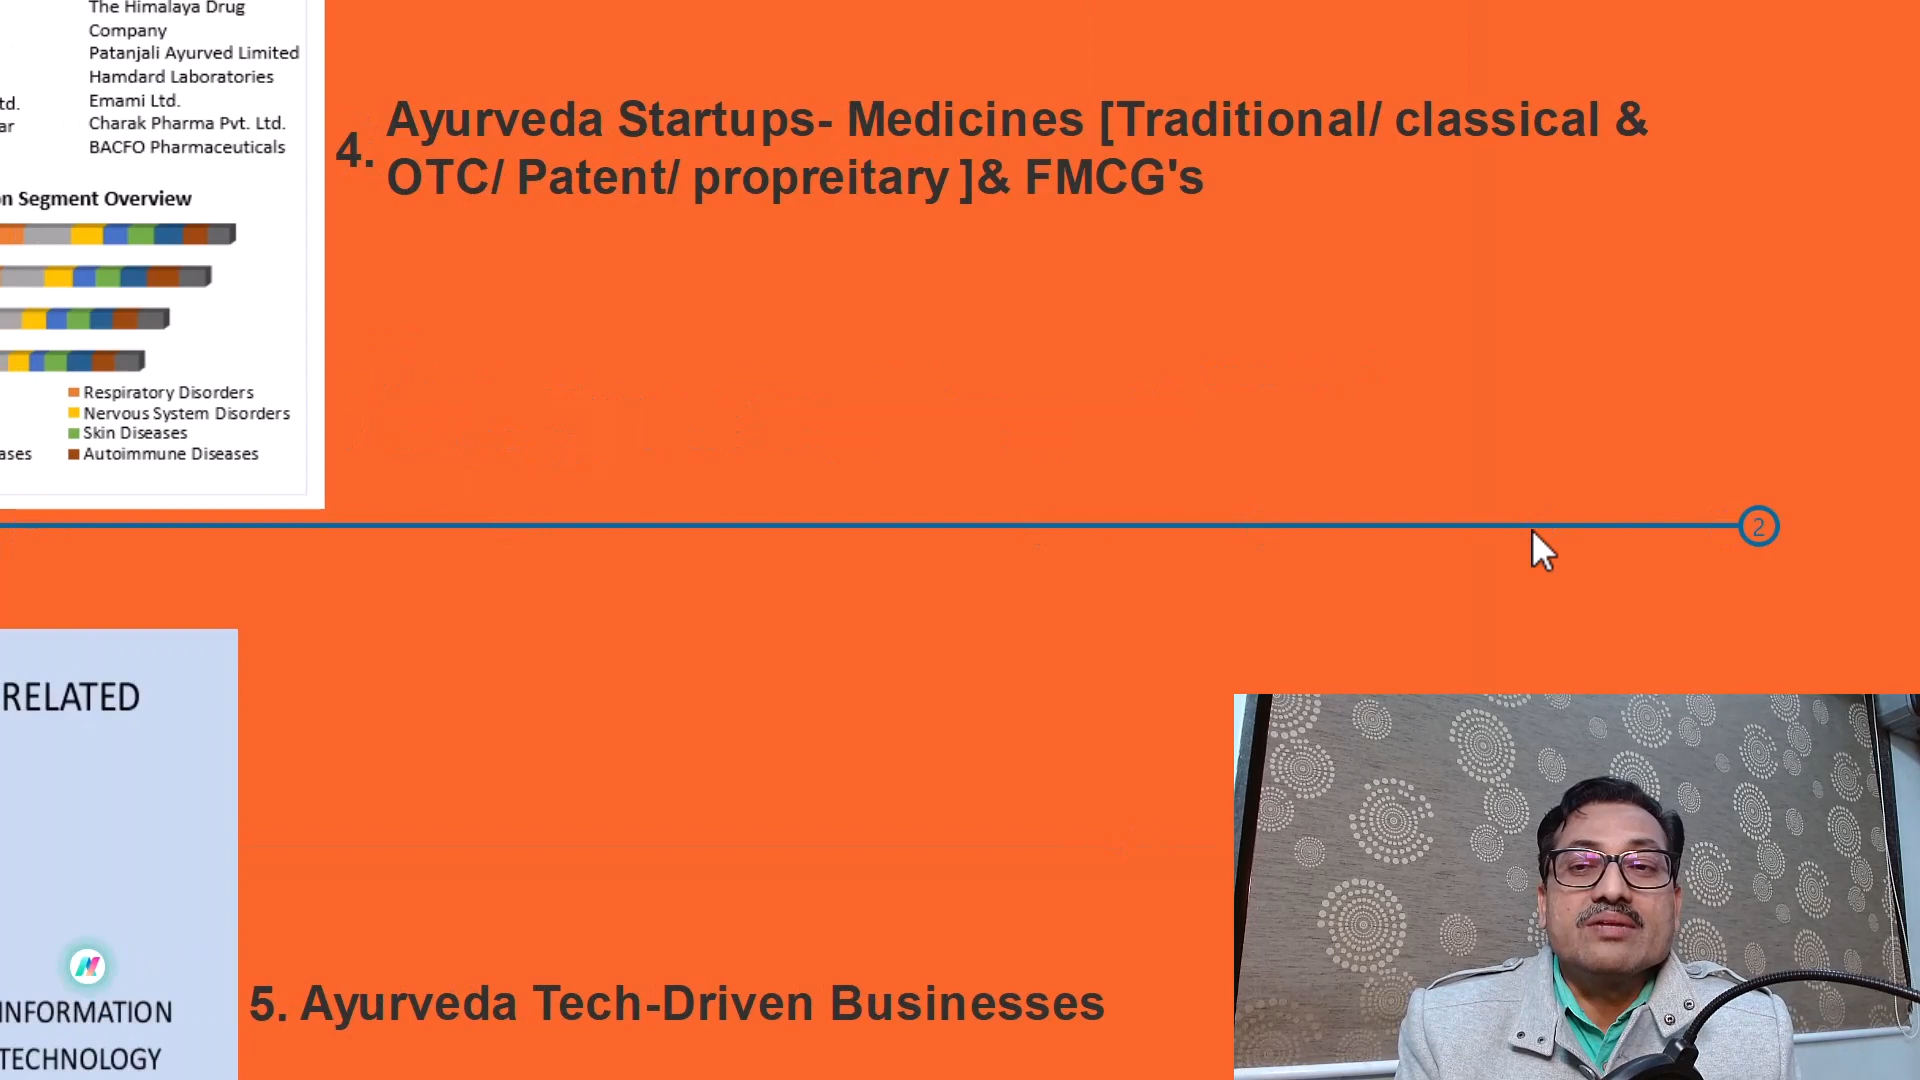 The Himalaya Drug
Company
Patanjali Ayurved Limited
Hamdard Laboratories
td.
Emami Ltd.
ar
Charak Pharma Pvt. Ltd.
BACFO Pharmaceuticals
n Segment Overview
Respiratory Disorders
Nervous System Disorders
Skin Diseases
ases
Autoimmune Diseases
4. Ayurveda Startups- Medicines [Traditional/ classical &
OTC/ Patent/ propreitary ]& FMCG's
2
RELATED
INFORMATION
TECHNOLOGY
5. Ayurveda Tech-Driven Businesses